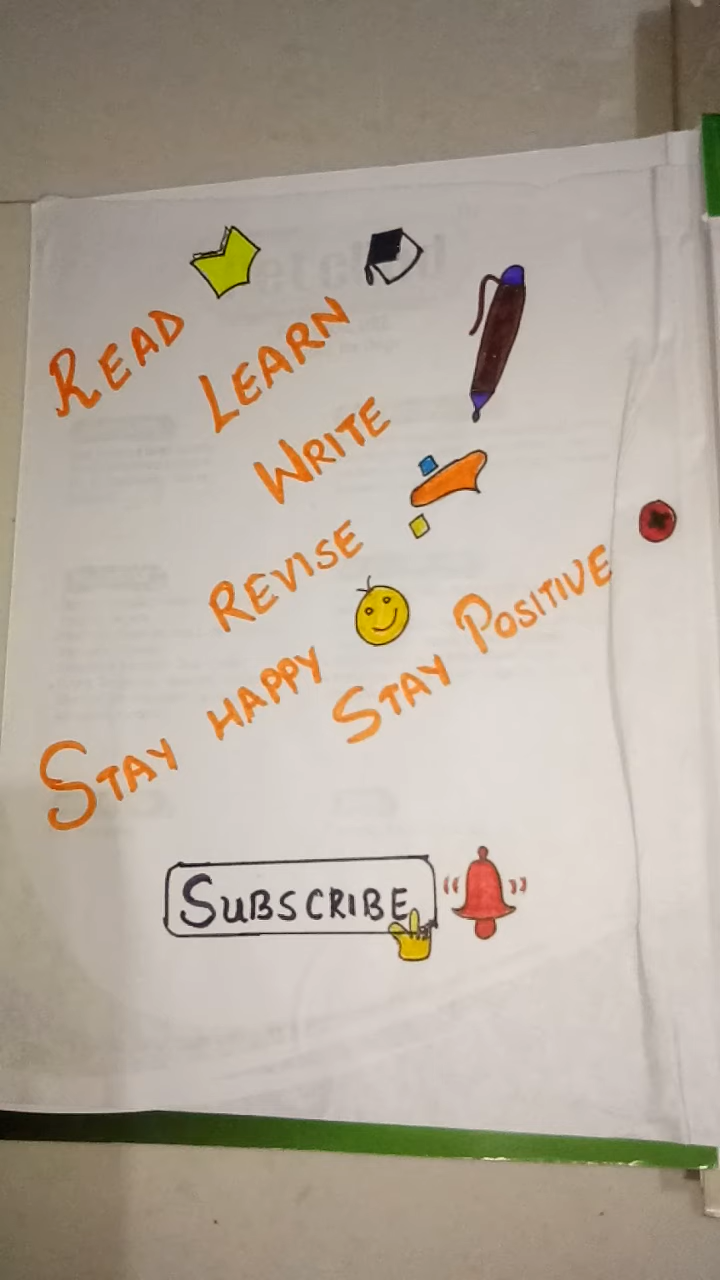 READ
LEARN
WRITE
REVISE
STAY HAPPY
STAY POSITIVE
SUBSCRIBE